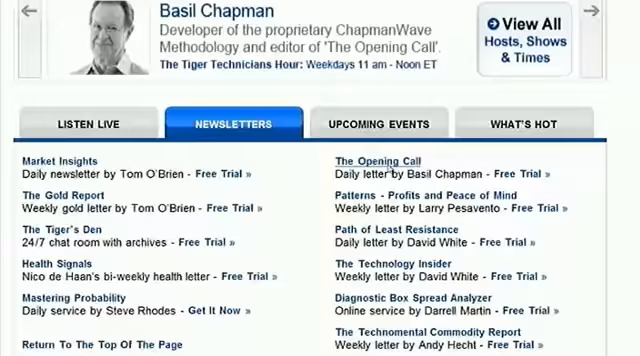 Basil Chapman
Developer of the proprietary ChapmanWave
Methodology and editor of 'The Opening Call'.
The Tiger Technicians Hour: Weekdays 11 am - Noon ET
View All
Hosts, Shows
& Times
LISTEN LIVE
NEWSLETTERS
UPCOMING EVENTS
WHAT'S HOT
Market Insights
Daily newsletter by Tom O'Brien - Free Trial »
The Gold Report
Weekly gold letter by Tom O'Brien - Free Trial »
The Tiger's Den
24/7 chat room with archives - Free Trial »
Health Signals
Nico de Haan's bi-weekly health letter - Free Trial »
Mastering Probability
Daily service by Steve Rhodes - Get It Now »
Return To The Top Of The Page
The Opening Call
Daily letter by Basil Chapman - Free Trial »
Patterns - Profits and Peace of Mind
Weekly letter by Larry Pesavento - Free Trial »
Path of Least Resistance
Daily letter by David White - Free Trial »
The Technology Insider
Weekly letter by David White - Free Trial »
Diagnostic Box Spread Analyzer
Online service by Darrell Martin - Free Trial »
The Technomental Commodity Report
Weekly letter by Andy Hecht - Free Trial »